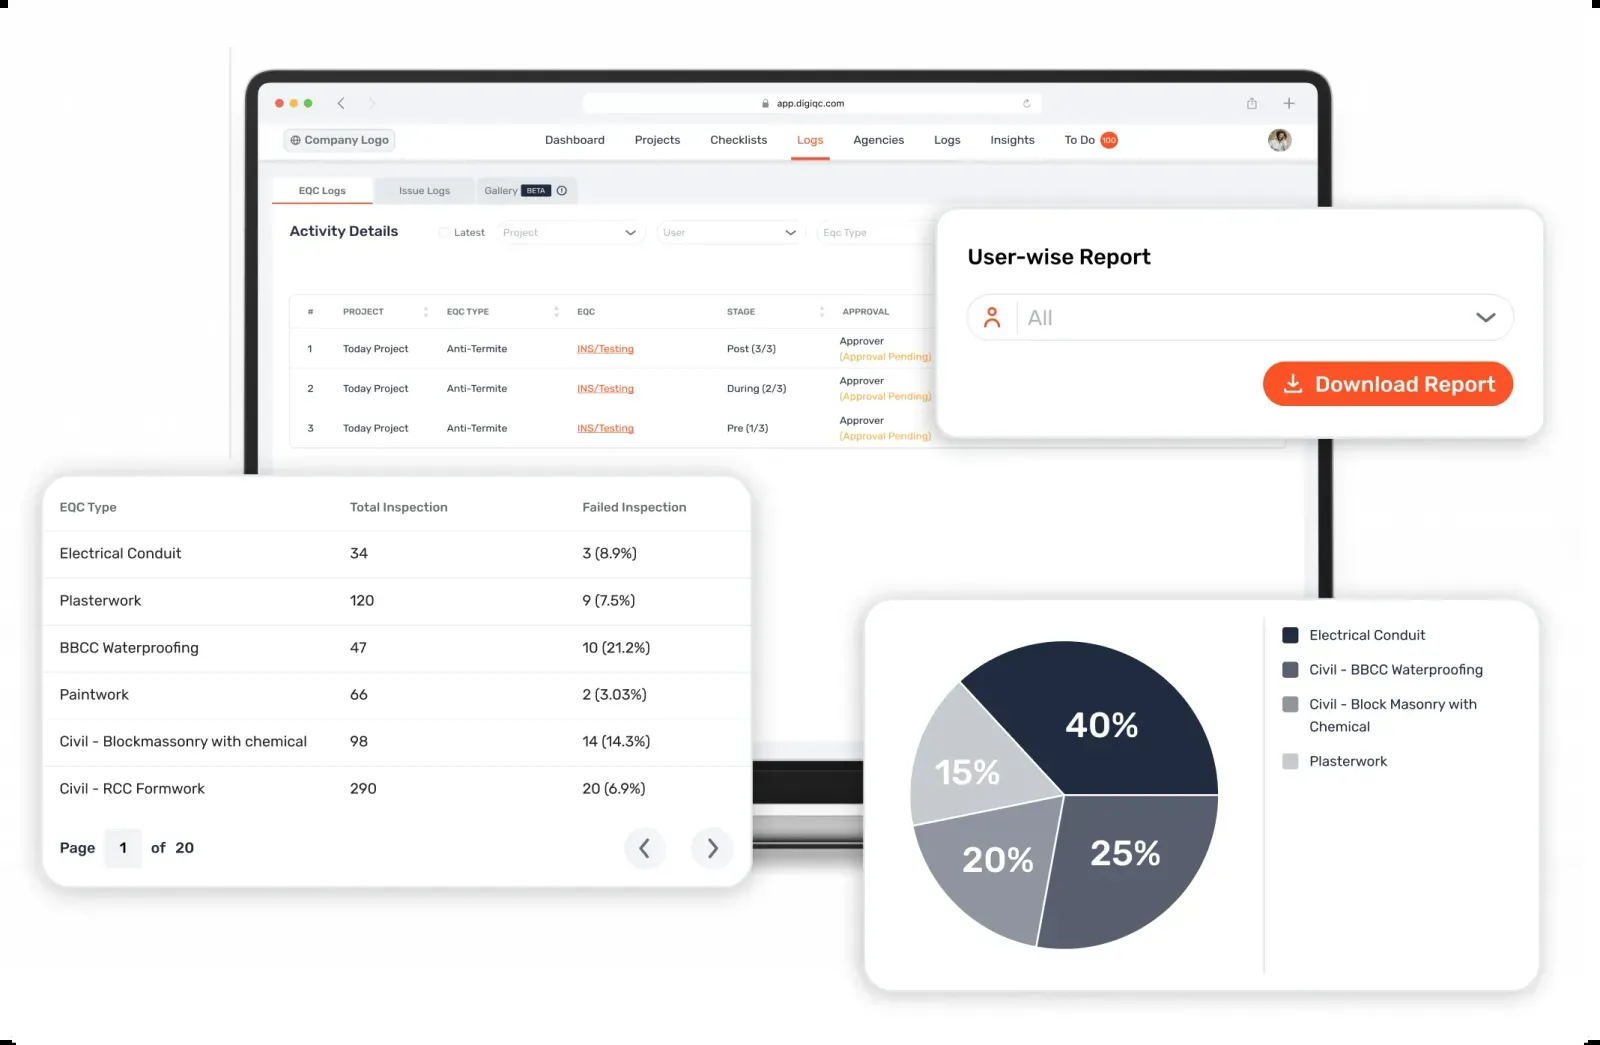 app.digiqc.com
Company Logo
Dashboard Projects Checklists Logs Agencies Logs Insights To Do 100
EQC Logs Issue Logs Gallery BETA
Activity Details Latest Project User Eqc Type
# PROJECT EQC TYPE EQC STAGE APPROVAL
1 Today Project Anti-Termite INS/Testing Post (3/3) Approver
(Approval Pending)
2 Today Project Anti-Termite INS/Testing During (2/3) Approver
(Approval Pending)
3 Today Project Anti-Termite INS/Testing Pre (1/3) Approver
(Approval Pending)
User-wise Report
All
Download Report
EQC Type Total Inspection Failed Inspection
Electrical Conduit 34 3 (8.9%)
Plasterwork 120 9 (7.5%)
BBCC Waterproofing 47 10 (21.2%)
Paintwork 66 2 (3.03%)
Civil - Blockmassonry with chemical 98 14 (14.3%)
Civil - RCC Formwork 290 20 (6.9%)
Page 1 of 20
40%
15%
25%
20%
Electrical Conduit
Civil - BBCC Waterproofing
Civil - Block Masonry with
Chemical
Plasterwork